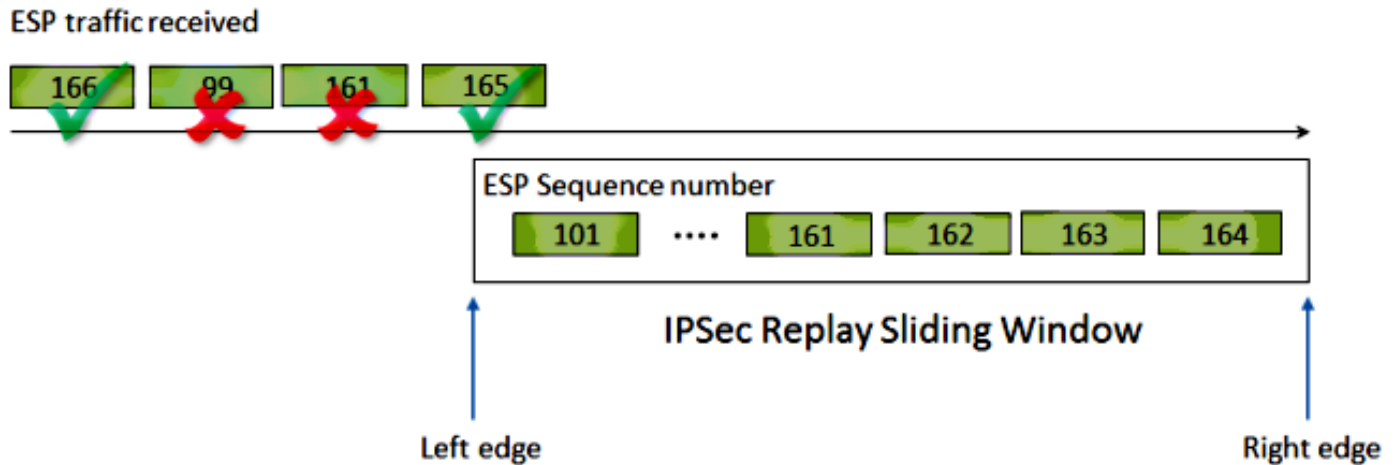 ESP traffic received
166 99 161 165
ESP Sequence number
101 .... 161 162 163 164
IPSec Replay Sliding Window
Left edge Right edge